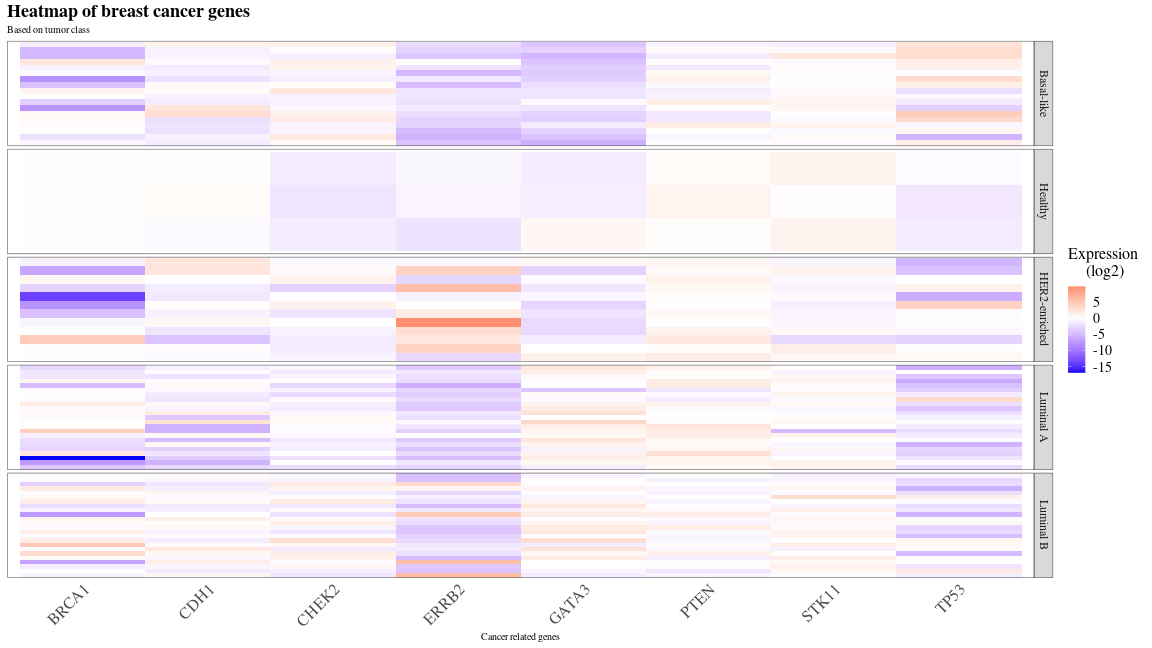 Heatmap of breast cancer genes
Based on tumor class
Basal-like
Healthy
HER2-enriched
Luminal A
Luminal B
Expression
(log2)
5
0
-5
-10
-15
BRCA1
CDH1
CHEK2
ERRB2
GATA3
PTEN
STK11
TP53
Cancer related genes